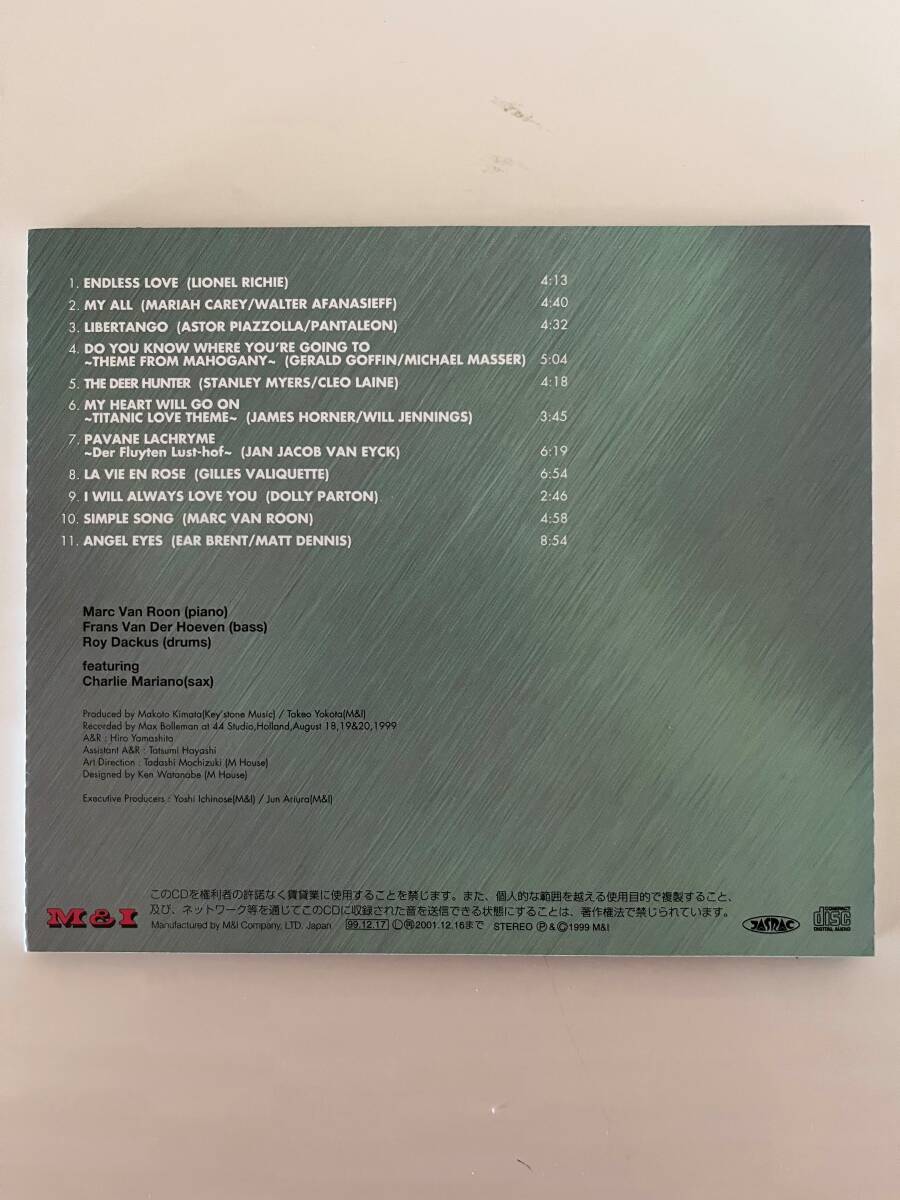 1. ENDLESS LOVE (LIONEL RICHIE) 4:13
2. MY ALL (MARIAH CAREY/WALTER AFANASIEFF) 4:40
3. LIBERTANGO (ASTOR PIAZZOLLA/PANTALEON) 4:32
4. DO YOU KNOW WHERE YOU'RE GOING TO
~THEME FROM MAHOGANY~ (GERALD GOFFIN/MICHAEL MASSER) 5:04
5. THE DEER HUNTER (STANLEY MYERS/CLEO LAINE) 4:18
6. MY HEART WILL GO ON
~TITANIC LOVE THEME~ (JAMES HORNER/WILL JENNINGS) 3:45
7. PAVANE LACHRYME
~Der Fluyten Lust-hof~ (JAN JACOB VAN EYCK) 6:19
8. LA VIE EN ROSE (GILLES VALIQUETTE) 6:54
9. I WILL ALWAYS LOVE YOU (DOLLY PARTON) 2:46
10. SIMPLE SONG (MARC VAN ROON) 4:58
11. ANGEL EYES (EAR BRENT/MATT DENNIS) 8:54
Marc Van Roon (piano)
Frans Van Der Hoeven (bass)
Roy Dackus (drums)
featuring
Charlie Mariano(sax)
Produced by Makoto Kimata(Key'stone Music) / Takeo Yokota(M&I)
Recorded by Max Bolleman at 44 Studio,Holland,August 18,19&20,1999
A&R : Hiro Yamashita
Assistant A&R : Tatsumi Hayashi
Art Direction : Tadashi Mochizuki (M House)
Designed by Ken Watanabe (M House)
Executive Producers : Yoshi Ichinose(M&I) / Jun Ariura(M&I)
このCDを権利者の許諾なく賃貸業に使用することを禁じます。また、個人的な範囲を越える使用目的で複製すること、
及び、ネットワーク等を通じてこのCDに収録された音を送信できる状態にすることは、著作権法で禁じられています。
M&I Manufactured by M&I Company, LTD. Japan 99.12.17 Ⓛ㊞2001.12.16まで STEREO Ⓟ&©1999 M&I
JASRAC
COMPACT
disc
DIGITAL AUDIO